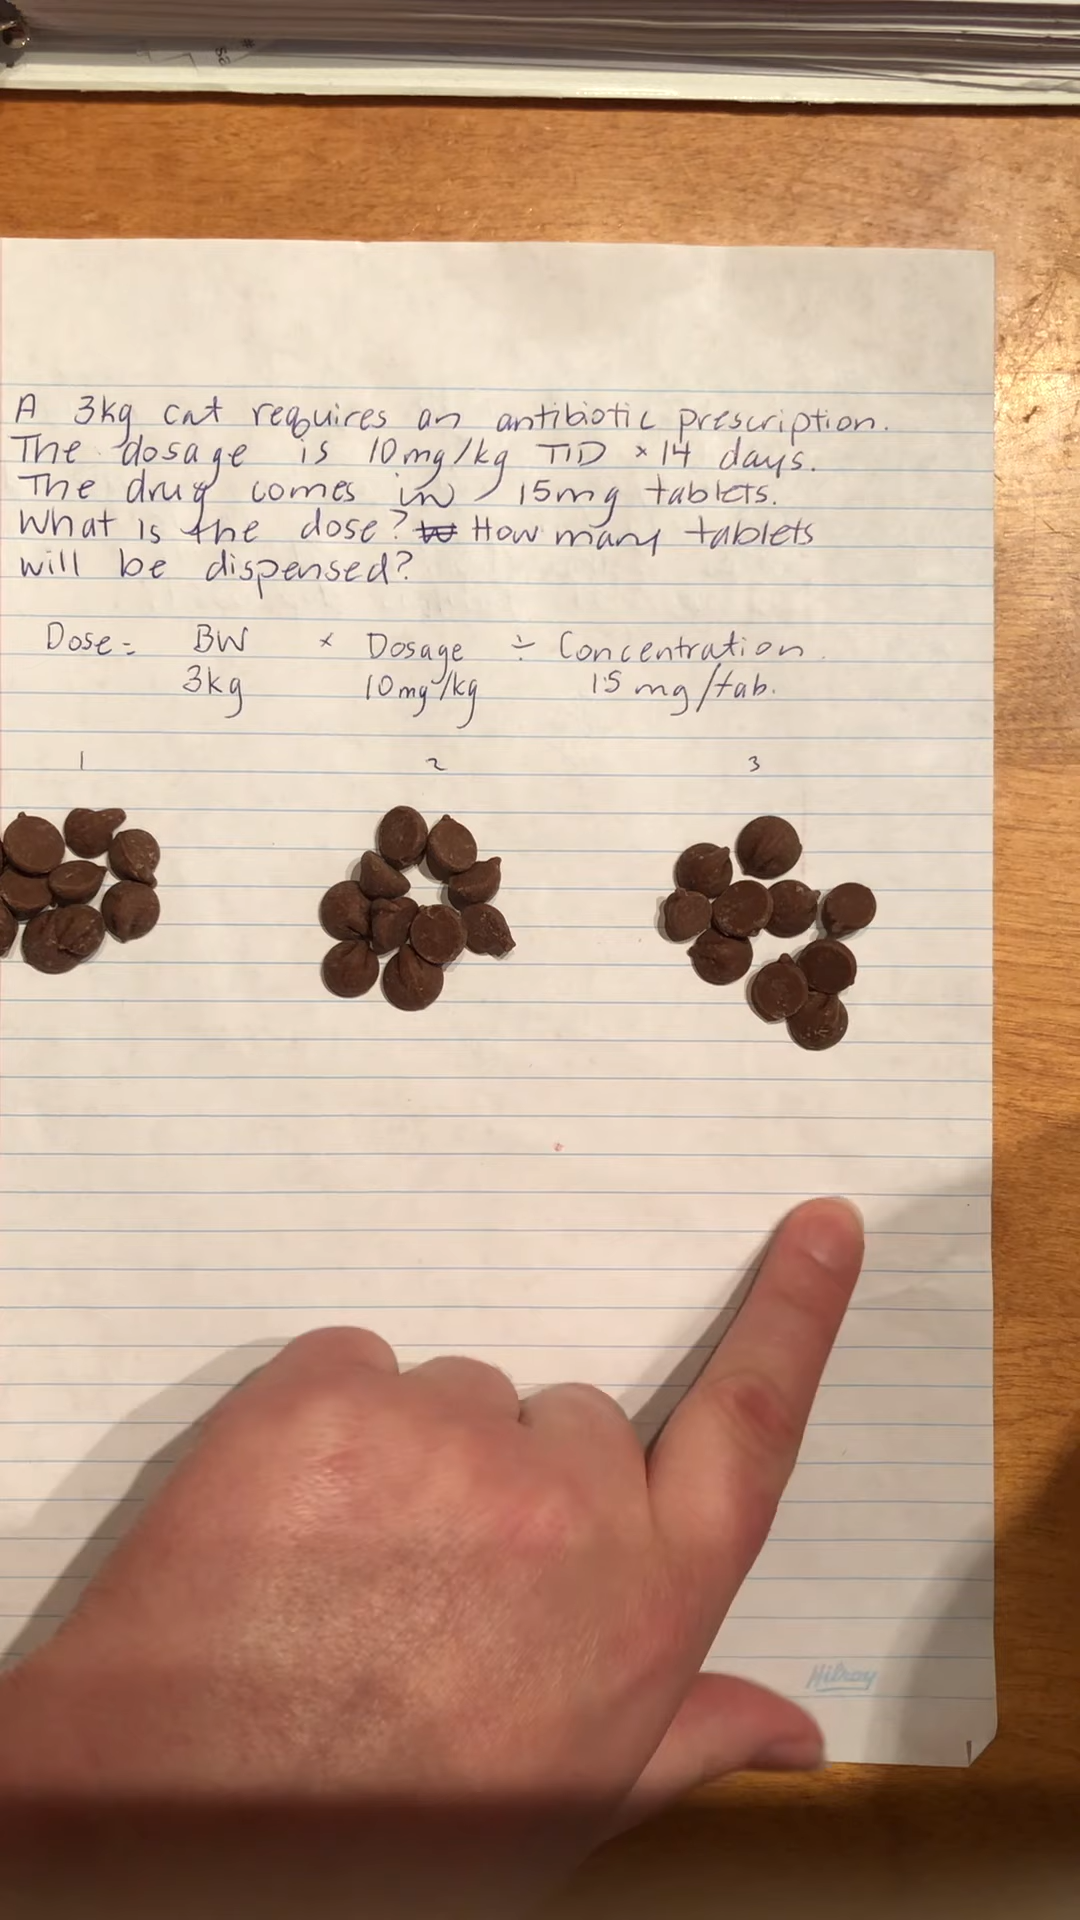 A 3kg cat requires an antibiotic prescription.
The dosage is 10mg/kg TID × 14 days.
The drug comes in 15mg tablets.
What is the dose? How many tablets
will be dispensed?
Dose = BW × Dosage ÷ Concentration
3kg 10mg/kg 15mg/tab.
1 2 3
Hilroy